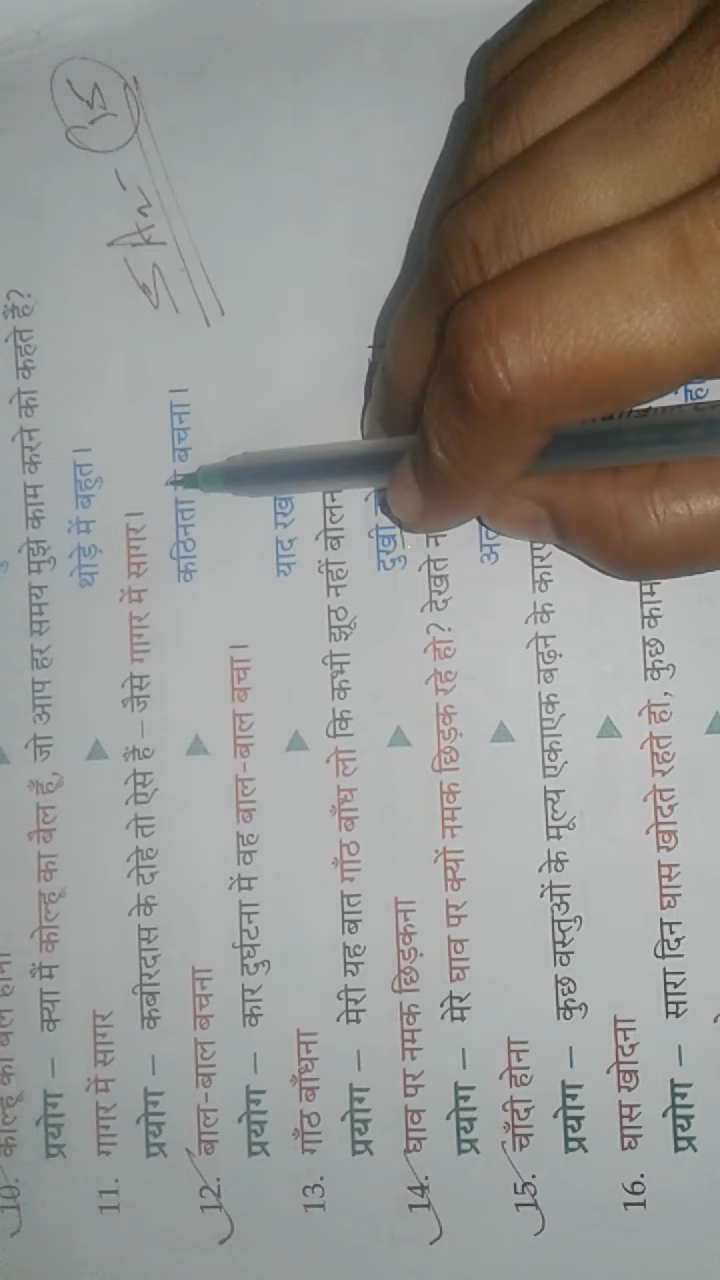 10. कोल्हू का बैल होना
प्रयोग – क्या मैं कोल्हू का बैल हूँ, जो आप हर समय मुझे काम करने को कहते हैं?
11. गागर में सागर ▶ थोड़े में बहुत।
प्रयोग – कबीरदास के दोहे तो ऐसे हैं – जैसे गागर में सागर।
12. बाल-बाल बचना ▶ कठिनता बचना।
प्रयोग – कार दुर्घटना में वह बाल-बाल बचा।
13. गाँठ बाँधना ▶ याद रख
प्रयोग – मेरी यह बात गाँठ बाँध लो कि कभी झूठ नहीं बोलन
14. घाव पर नमक छिड़कना ▶ दुखी
प्रयोग – मेरे घाव पर क्यों नमक छिड़क रहे हो? देखते न
15. चाँदी होना ▶
प्रयोग – कुछ वस्तुओं के मूल्य एकाएक बढ़ने के कार
16. घास खोदना ▶
प्रयोग – सारा दिन घास खोदते रहते हो, कुछ काम
15